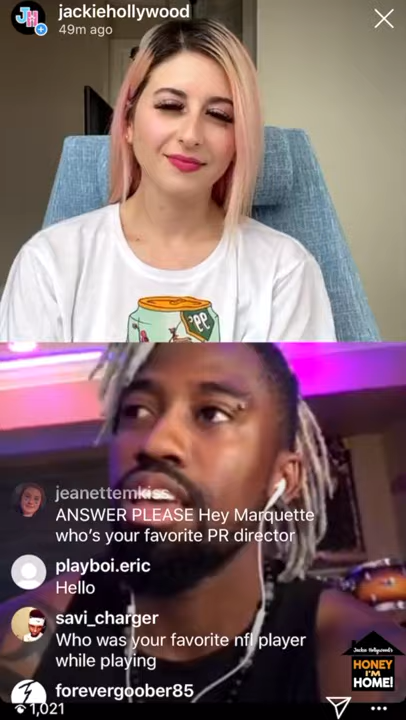 jackiehollywood
49m ago
JH
jeanettemkiss
ANSWER PLEASE Hey Marquette
who's your favorite PR director
playboi.eric
Hello
savi_charger
Who was your favorite nfl player
while playing
forevergoober85
1,021
Jackie Hollywood's
HONEY
I'M
HOME!